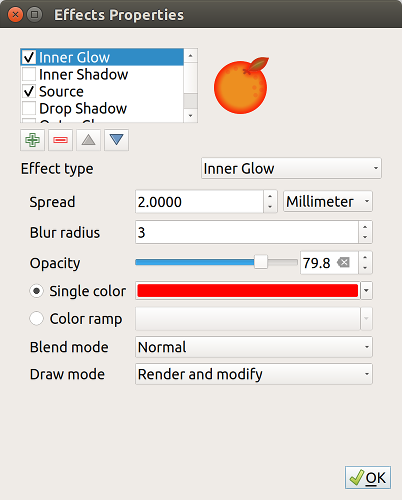 Effects Properties
Inner Glow
Inner Shadow
Source
Drop Shadow
Effect type Inner Glow
Spread 2.0000 Millimeter
Blur radius 3
Opacity 79.8
Single color
Color ramp
Blend mode Normal
Draw mode Render and modify
OK